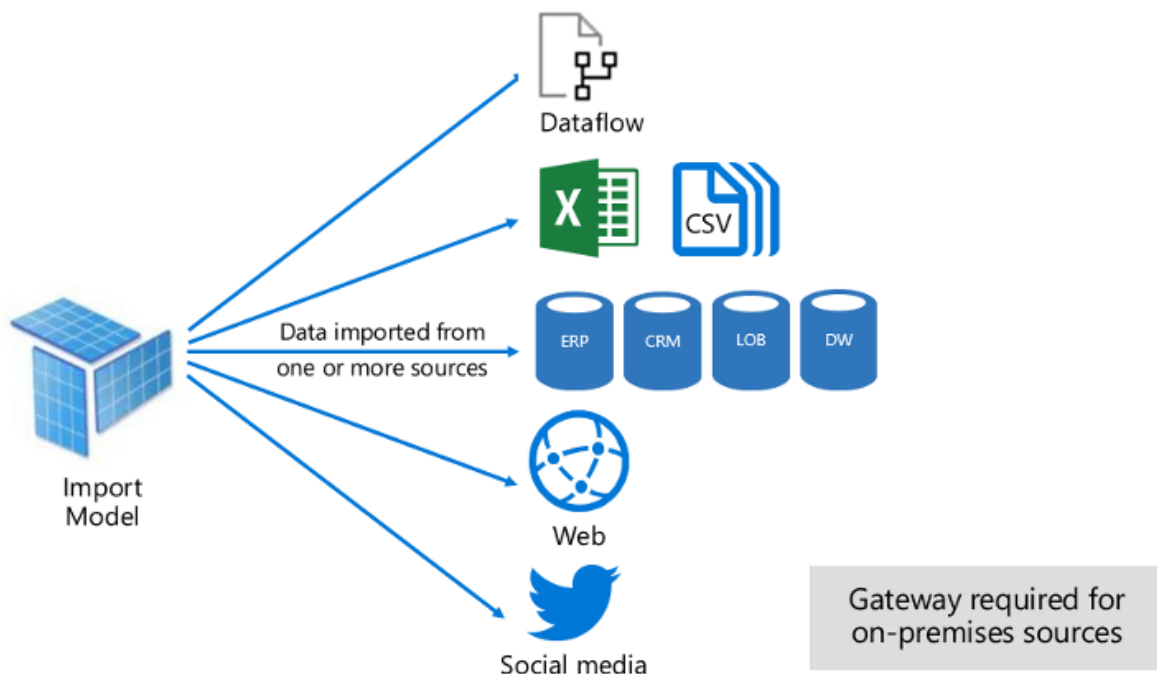 Dataflow
X
CSV
Data imported from
one or more sources
ERP
CRM
LOB
DW
Import
Model
Web
Social media
Gateway required for
on-premises sources